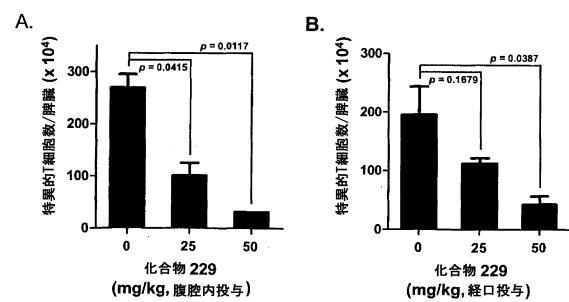 A.
特異的T細胞数/脾臓 (x 10⁴)
300
200
100
0
p = 0.0117
p = 0.0415
0 25 50
化合物 229
(mg/kg, 腹腔内投与)
B.
特異的T細胞数/脾臓 (x 10⁴)
300
200
100
0
p = 0.0387
p = 0.1679
0 25 50
化合物 229
(mg/kg, 経口投与)